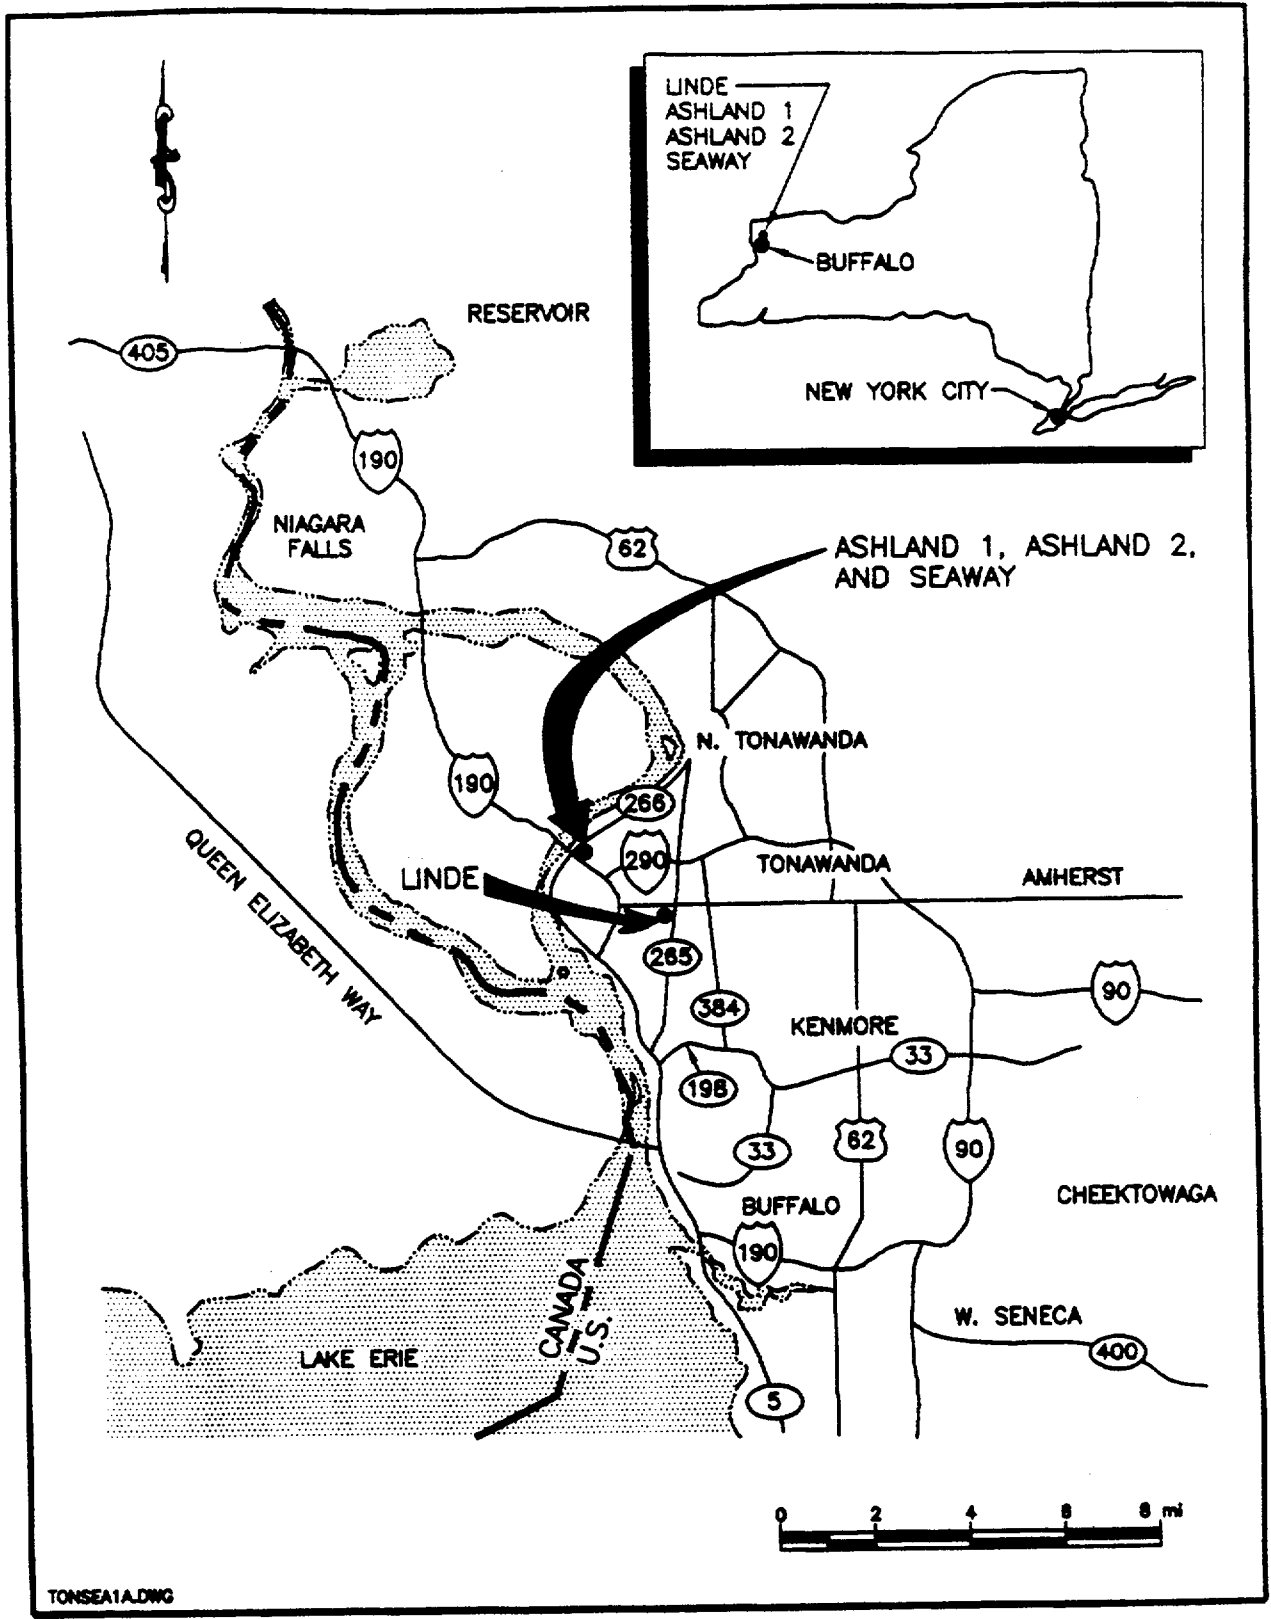 LINDE
ASHLAND 1
ASHLAND 2
SEAWAY
BUFFALO
NEW YORK CITY
RESERVOIR
405
190
NIAGARA
FALLS
62
ASHLAND 1, ASHLAND 2,
AND SEAWAY
N. TONAWANDA
190
266
290
TONAWANDA
LINDE
AMHERST
QUEEN ELIZABETH WAY
265
384
90
KENMORE
33
198
33
62
90
CHEEKTOWAGA
BUFFALO
190
W. SENECA
CANADA
U.S.
LAKE ERIE
400
5
0 2 4 6 8 mi
TONSEA1A.DWG